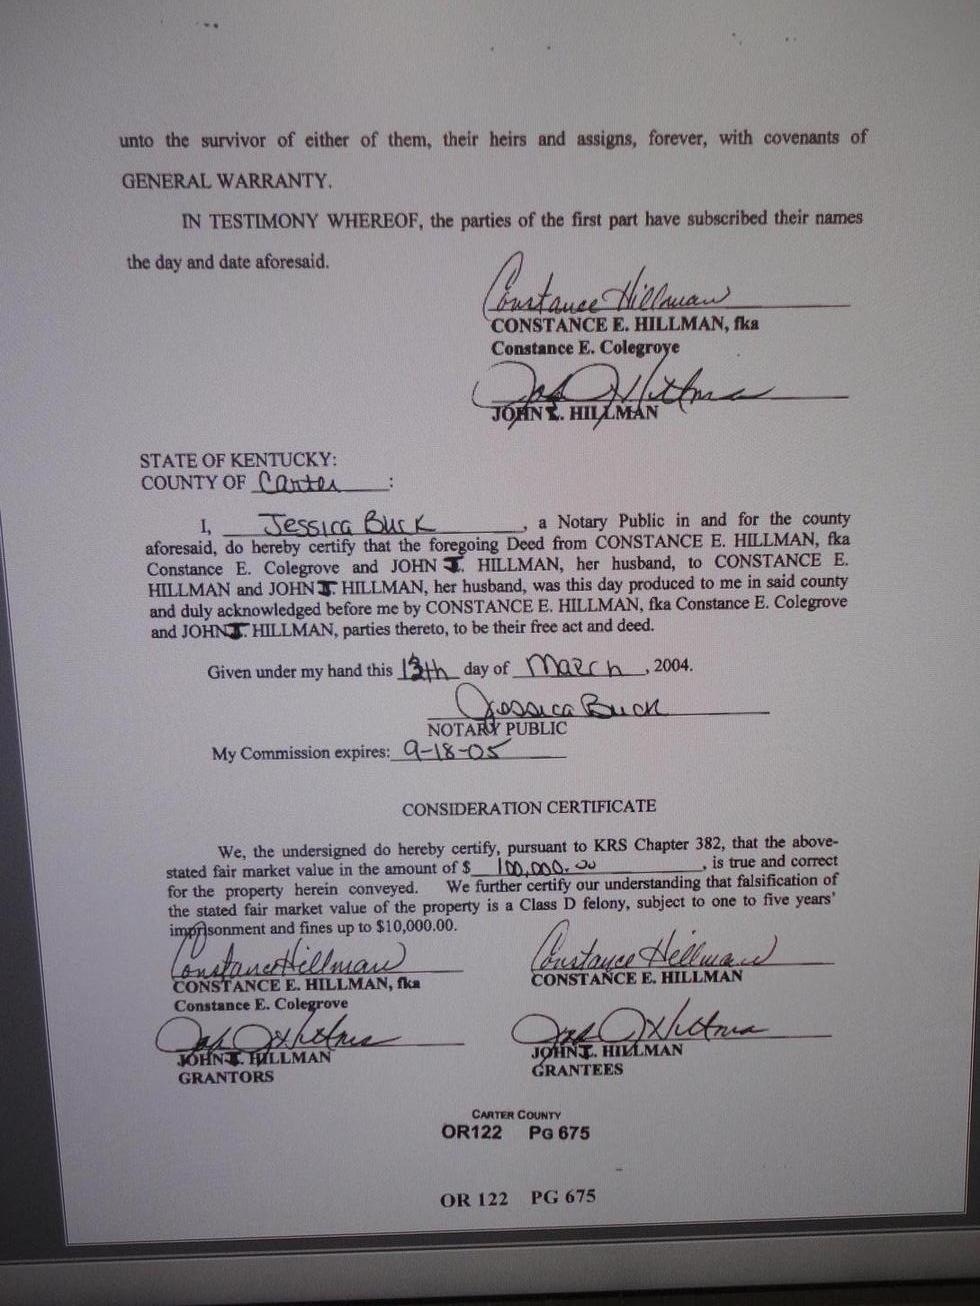 unto the survivor of either of them, their heirs and assigns, forever, with covenants of
GENERAL WARRANTY.
IN TESTIMONY WHEREOF, the parties of the first part have subscribed their names
the day and date aforesaid.
Constance Hillman
CONSTANCE E. HILLMAN, fka
Constance E. Colegrove
JOHN HILLMAN
STATE OF KENTUCKY:
COUNTY OF Carter :
I, Jessica Buck, a Notary Public in and for the county
aforesaid, do hereby certify that the foregoing Deed from CONSTANCE E. HILLMAN, fka
Constance E. Colegrove and JOHN J. HILLMAN, her husband, to CONSTANCE E.
HILLMAN and JOHN J. HILLMAN, her husband, was this day produced to me in said county
and duly acknowledged before me by CONSTANCE E. HILLMAN, fka Constance E. Colegrove
and JOHN J. HILLMAN, parties thereto, to be their free act and deed.
Given under my hand this 13th day of March, 2004.
Jessica Buck
NOTARY PUBLIC
My Commission expires: 9-18-05
CONSIDERATION CERTIFICATE
We, the undersigned do hereby certify, pursuant to KRS Chapter 382, that the above-
stated fair market value in the amount of $ 100,000.00, is true and correct
for the property herein conveyed. We further certify our understanding that falsification of
the stated fair market value of the property is a Class D felony, subject to one to five years'
imprisonment and fines up to $10,000.00.
Constance Hillman Constance Hillman
CONSTANCE E. HILLMAN, fka CONSTANCE E. HILLMAN
Constance E. Colegrove
JOHN J. HILLMAN JOHN J. HILLMAN
GRANTORS GRANTEES
CARTER COUNTY
OR122 PG 675
OR 122 PG 675